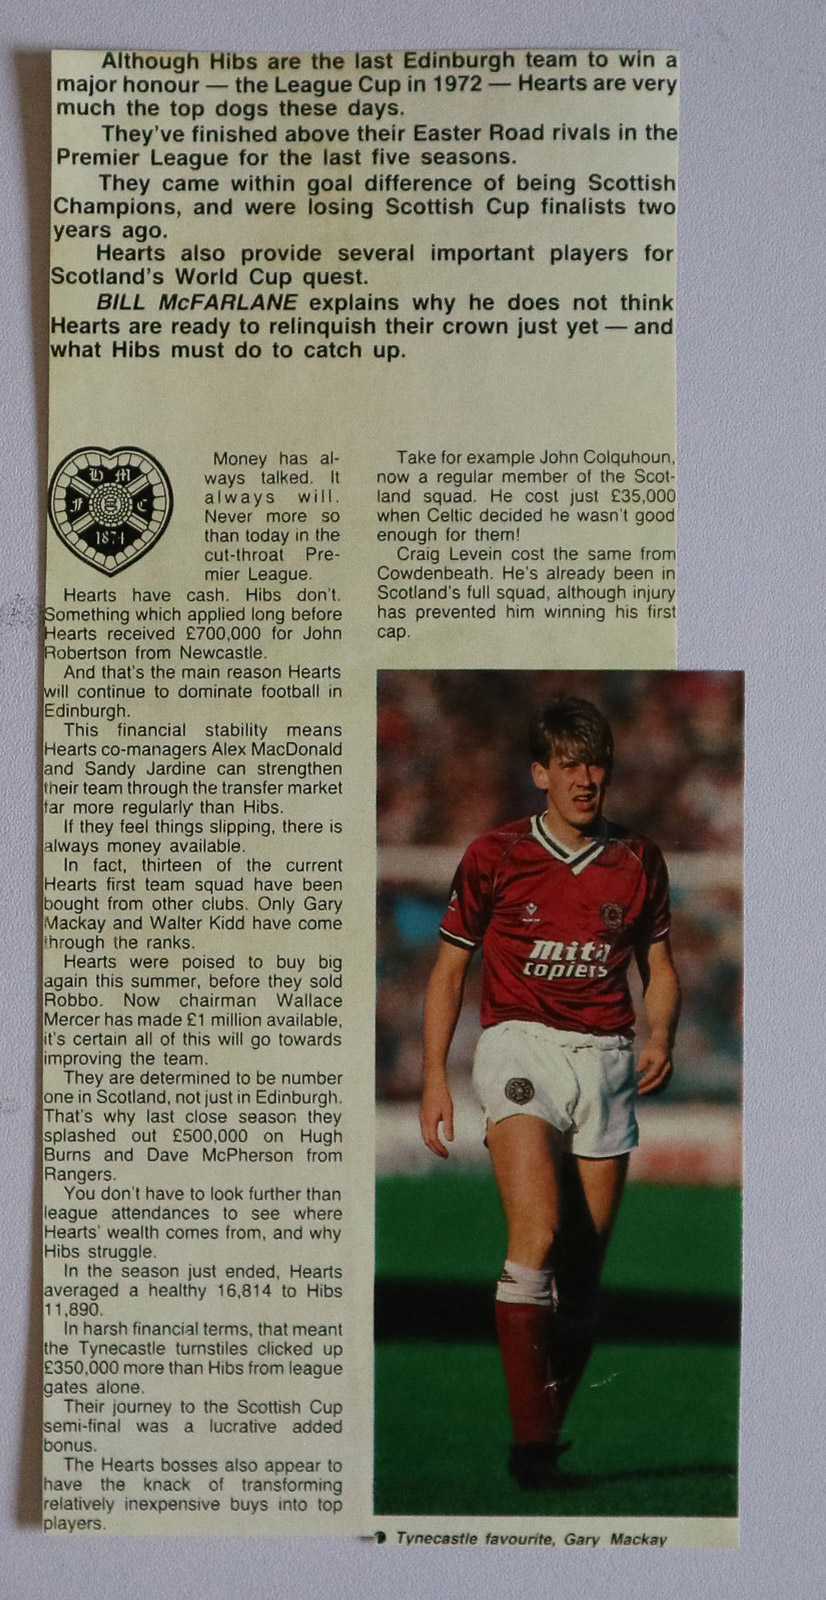 Although Hibs are the last Edinburgh team to win a
major honour — the League Cup in 1972 — Hearts are very
much the top dogs these days.
They've finished above their Easter Road rivals in the
Premier League for the last five seasons.
They came within goal difference of being Scottish
Champions, and were losing Scottish Cup finalists two
years ago.
Hearts also provide several important players for
Scotland's World Cup quest.
BILL McFARLANE explains why he does not think
Hearts are ready to relinquish their crown just yet — and
what Hibs must do to catch up.
H M
F C
1874
Money has al-
ways talked. It
always will.
Never more so
than today in the
cut-throat Pre-
mier League.
Hearts have cash. Hibs don't.
Something which applied long before
Hearts received £700,000 for John
Robertson from Newcastle.
And that's the main reason Hearts
will continue to dominate football in
Edinburgh.
This financial stability means
Hearts co-managers Alex MacDonald
and Sandy Jardine can strengthen
their team through the transfer market
far more regularly than Hibs.
If they feel things slipping, there is
always money available.
In fact, thirteen of the current
Hearts first team squad have been
bought from other clubs. Only Gary
Mackay and Walter Kidd have come
through the ranks.
Hearts were poised to buy big
again this summer, before they sold
Robbo. Now chairman Wallace
Mercer has made £1 million available,
it's certain all of this will go towards
improving the team.
They are determined to be number
one in Scotland, not just in Edinburgh.
That's why last close season they
splashed out £500,000 on Hugh
Burns and Dave McPherson from
Rangers.
You don't have to look further than
league attendances to see where
Hearts' wealth comes from, and why
Hibs struggle.
In the season just ended, Hearts
averaged a healthy 16,814 to Hibs
11,890.
In harsh financial terms, that meant
the Tynecastle turnstiles clicked up
£350,000 more than Hibs from league
gates alone.
Their journey to the Scottish Cup
semi-final was a lucrative added
bonus.
The Hearts bosses also appear to
have the knack of transforming
relatively inexpensive buys into top
players.
Take for example John Colquhoun,
now a regular member of the Scot-
land squad. He cost just £35,000
when Celtic decided he wasn't good
enough for them!
Craig Levein cost the same from
Cowdenbeath. He's already been in
Scotland's full squad, although injury
has prevented him winning his first
cap.
mita
copiers
Tynecastle favourite, Gary Mackay